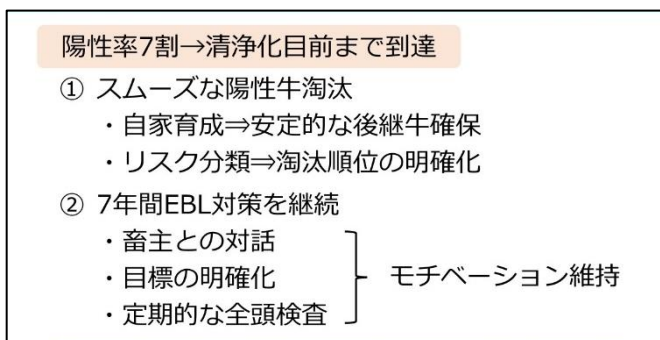 陽性率7割→清浄化目前まで到達
① スムーズな陽性牛淘汰
・自家育成⇒安定的な後継牛確保
・リスク分類⇒淘汰順位の明確化
② 7年間EBL対策を継続
・畜主との対話
・目標の明確化
・定期的な全頭検査
モチベーション維持